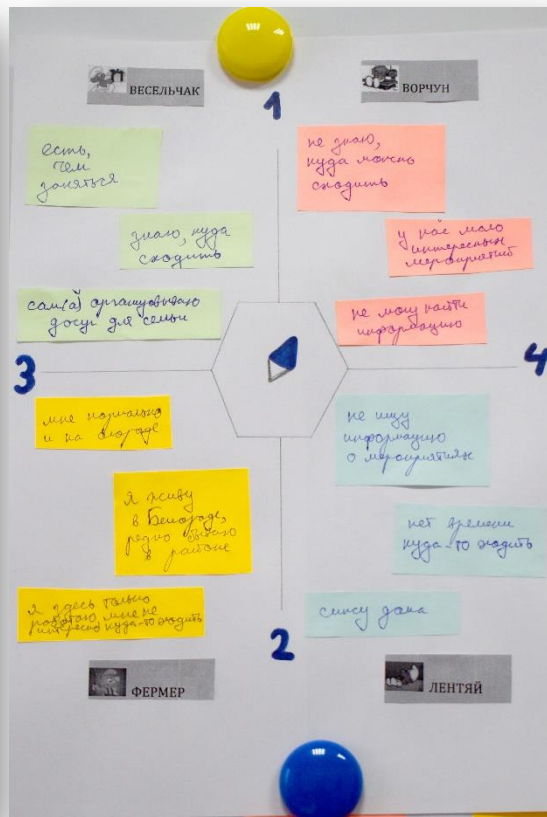 ВЕСЕЛЬЧАК
ВОРЧУН
1
есть,
чем
заняться
знаю, куда
сходить
сам(а) организовываю
досуг для семьи
не знаю,
куда можно
сходить
у нас мало
интересных
мероприятий
не могу найти
информацию
3
4
мне нормально
и на огороде
я живу
в Белгороде,
редко бываю
в районе
я здесь только
работаю, мне не
интересно куда-то ходить
не ищу
информацию
о мероприятиях
нет времени
куда-то ходить
сижу дома
2
ФЕРМЕР
ЛЕНТЯЙ